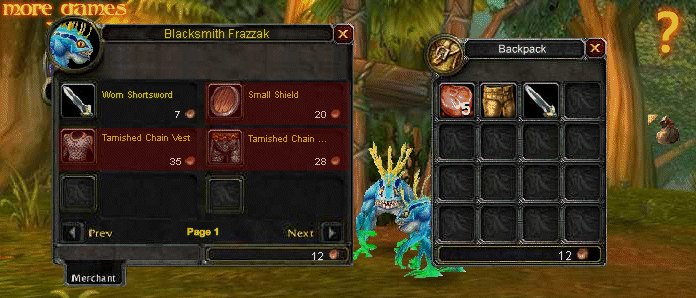 more games
Blacksmith Frazzak
Worn Shortsword
7
Small Shield
20
Tarnished Chain Vest
35
Tarnished Chain ...
28
Prev
Page 1
Next
12
Merchant
Backpack
5
12
?